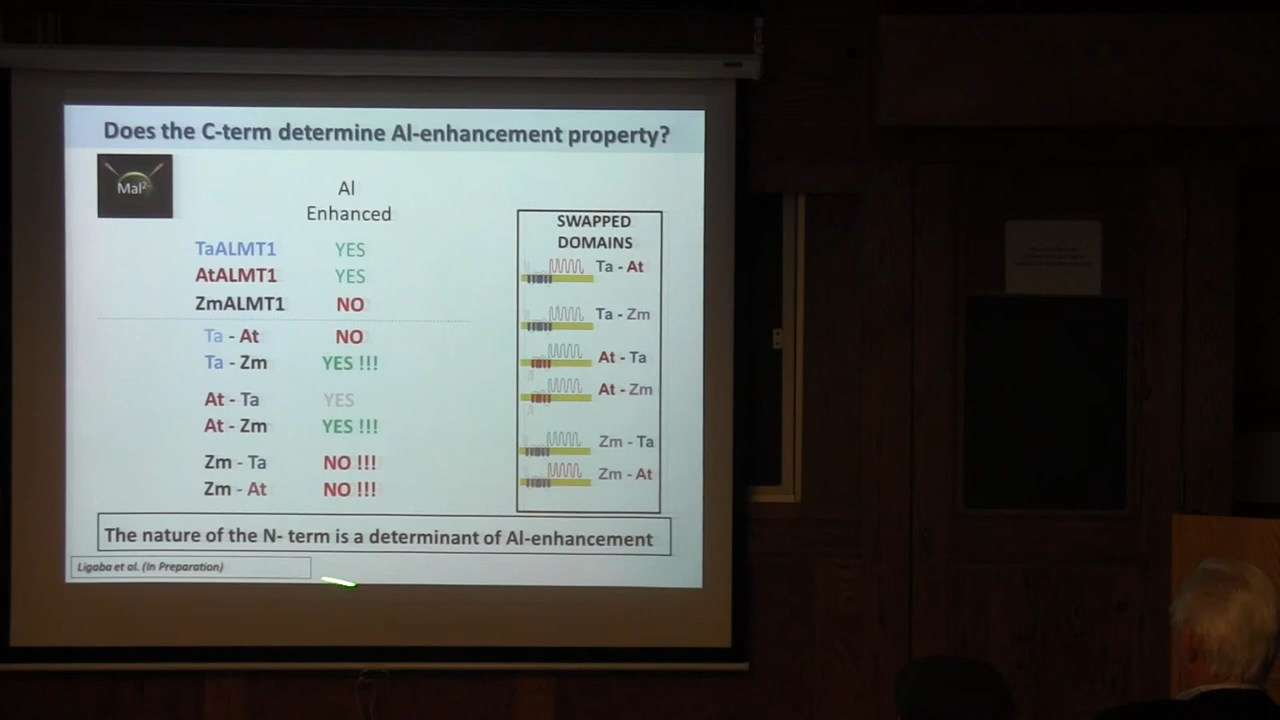 Does the C-term determine Al-enhancement property?
Mal²⁻
Al
Enhanced
TaALMT1 YES
AtALMT1 YES
ZmALMT1 NO
Ta - At NO
Ta - Zm YES !!!
At - Ta YES
At - Zm YES !!!
Zm - Ta NO !!!
Zm - At NO !!!
SWAPPED
DOMAINS
Ta - At
Ta - Zm
At - Ta
At - Zm
Zm - Ta
Zm - At
The nature of the N- term is a determinant of Al-enhancement
Ligaba et al. (In Preparation)